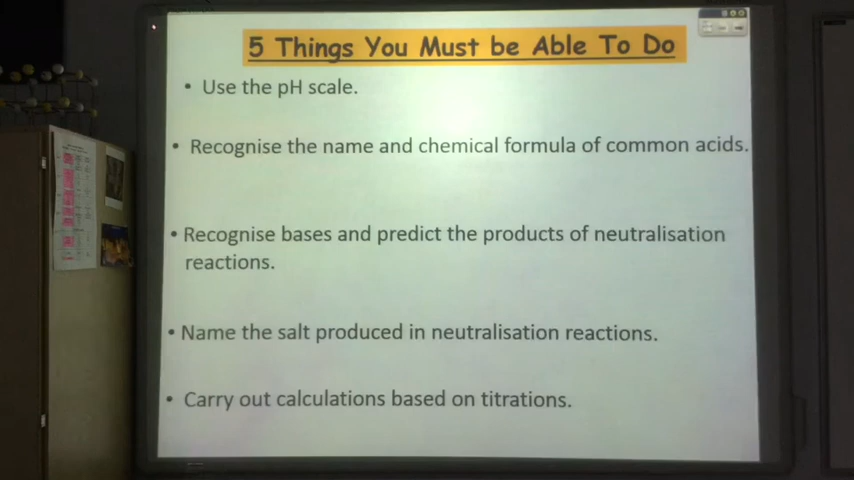 5 Things You Must be Able To Do
• Use the pH scale.
• Recognise the name and chemical formula of common acids.
• Recognise bases and predict the products of neutralisation
reactions.
• Name the salt produced in neutralisation reactions.
• Carry out calculations based on titrations.